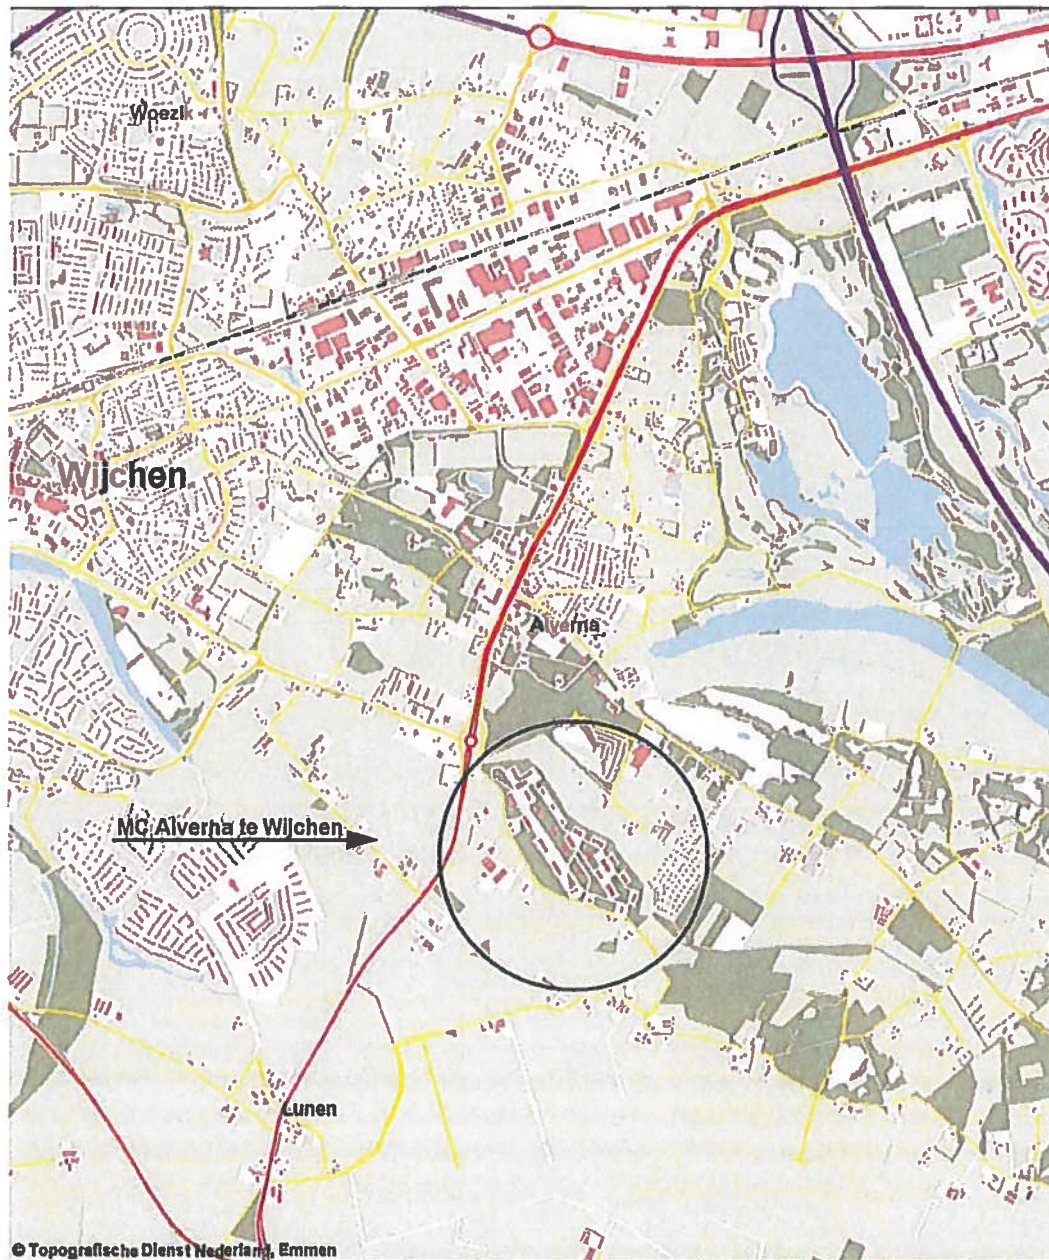 Woezik
Wijchen
Alverna
MC Alverna te Wijchen
Lunen
© Topografische Dienst Nederland, Emmen